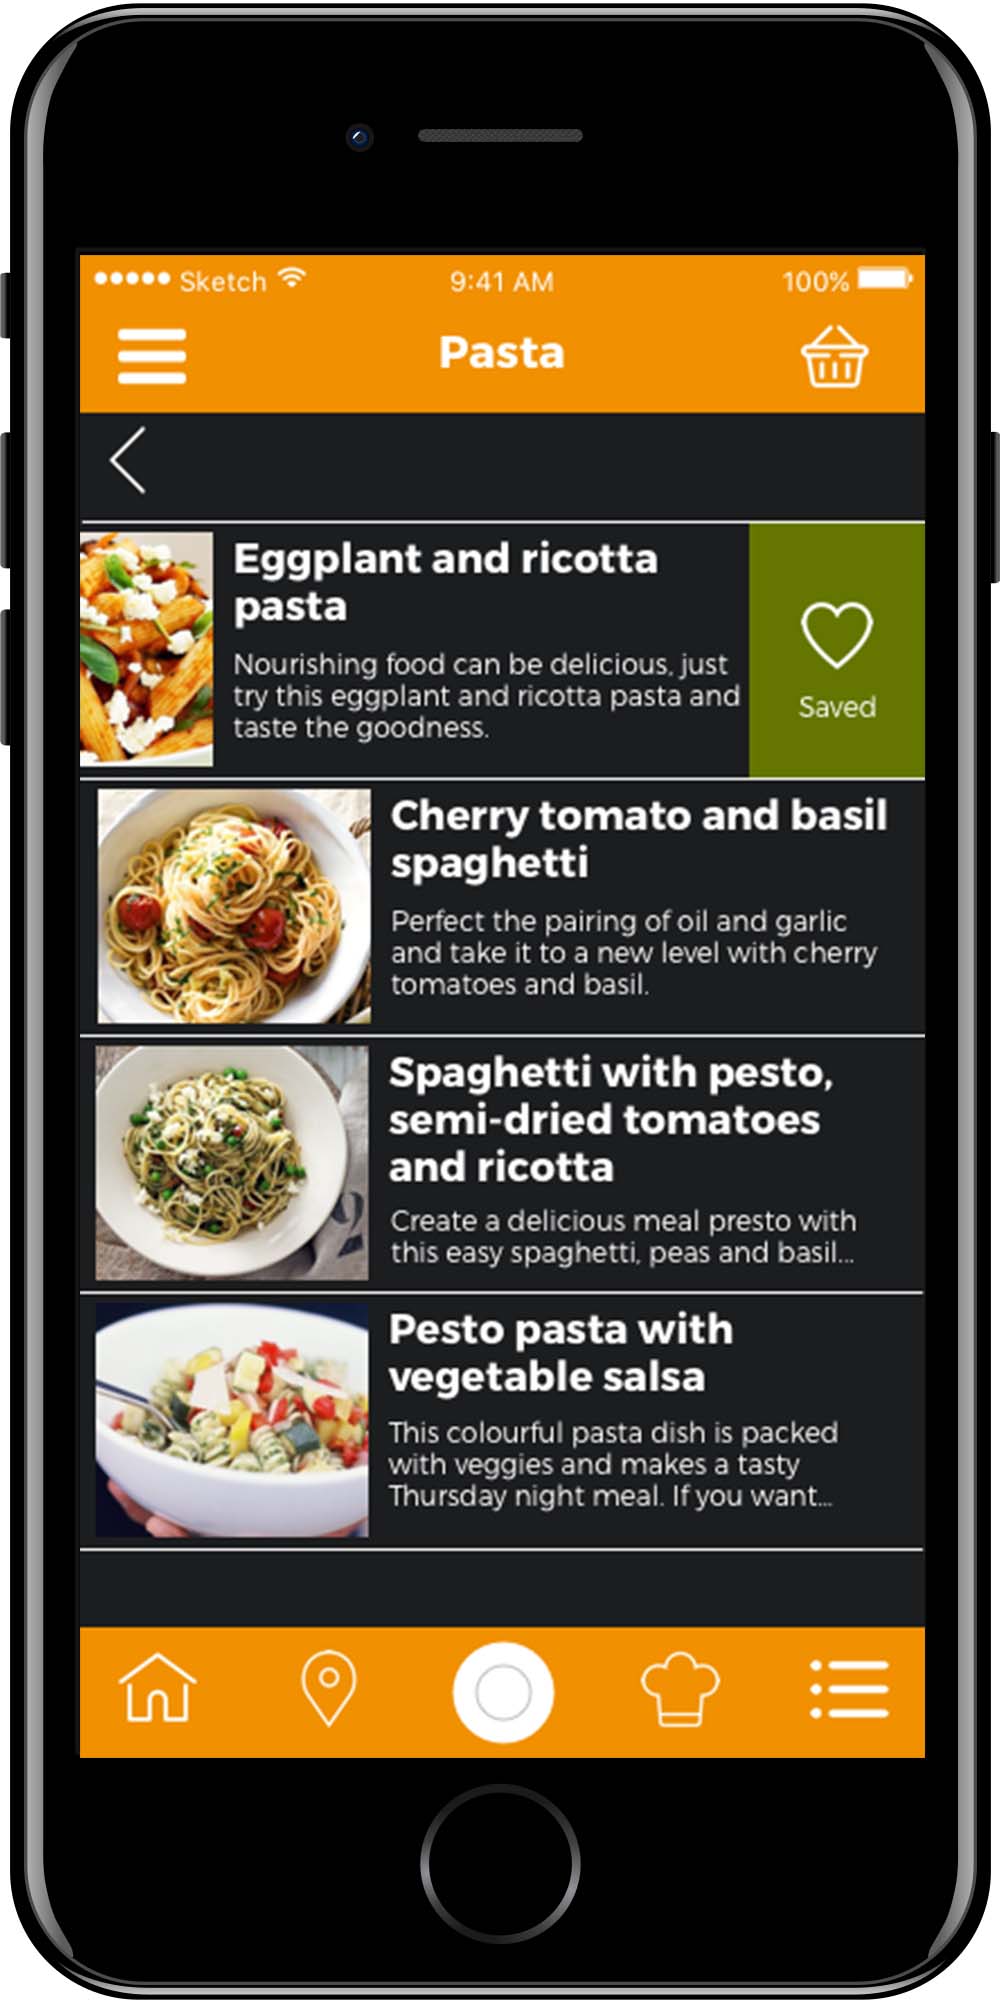 Sketch 9:41 AM 100%
Pasta
Eggplant and ricotta
pasta
Nourishing food can be delicious, just
try this eggplant and ricotta pasta and
taste the goodness.
Saved
Cherry tomato and basil
spaghetti
Perfect the pairing of oil and garlic
and take it to a new level with cherry
tomatoes and basil.
Spaghetti with pesto,
semi-dried tomatoes
and ricotta
Create a delicious meal presto with
this easy spaghetti, peas and basil...
Pesto pasta with
vegetable salsa
This colourful pasta dish is packed
with veggies and makes a tasty
Thursday night meal. If you want...